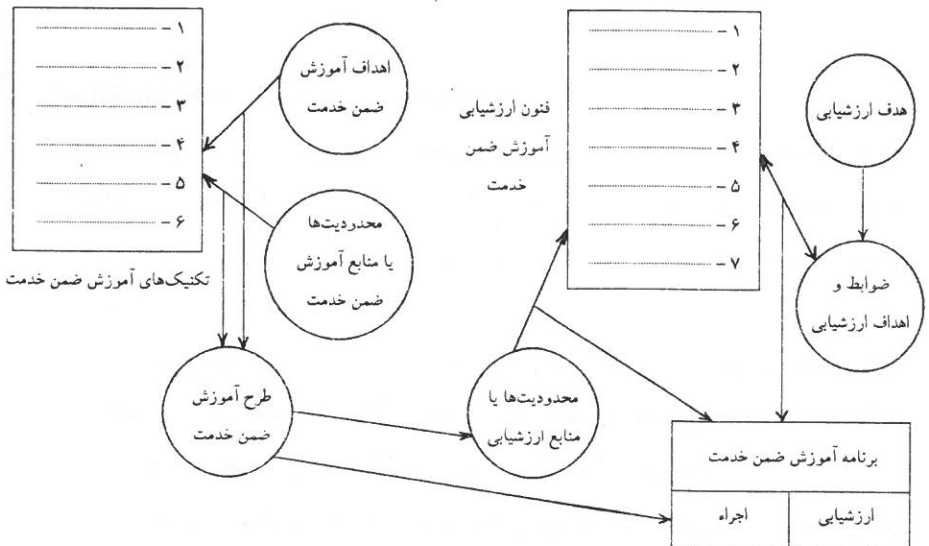 ۱ -
۲ -
۳ -
۴ -
۵ -
۶ -
۷ -
هدف ارزشیابی
ضوابط و
اهداف ارزشیابی
فنون ارزشیابی
آموزش ضمن
خدمت
۱ -
۲ -
۳ -
۴ -
۵ -
۶ -
تکنیک‌های آموزش ضمن خدمت
اهداف آموزش
ضمن خدمت
محدردیت‌ها
یا منابع آموزش
ضمن خدمت
طرح آموزش
ضمن خدمت
محدودیت‌ها یا
منابع ارزشیابی
برنامه آموزش ضمن خدمت
ارزشیابی
اجراء